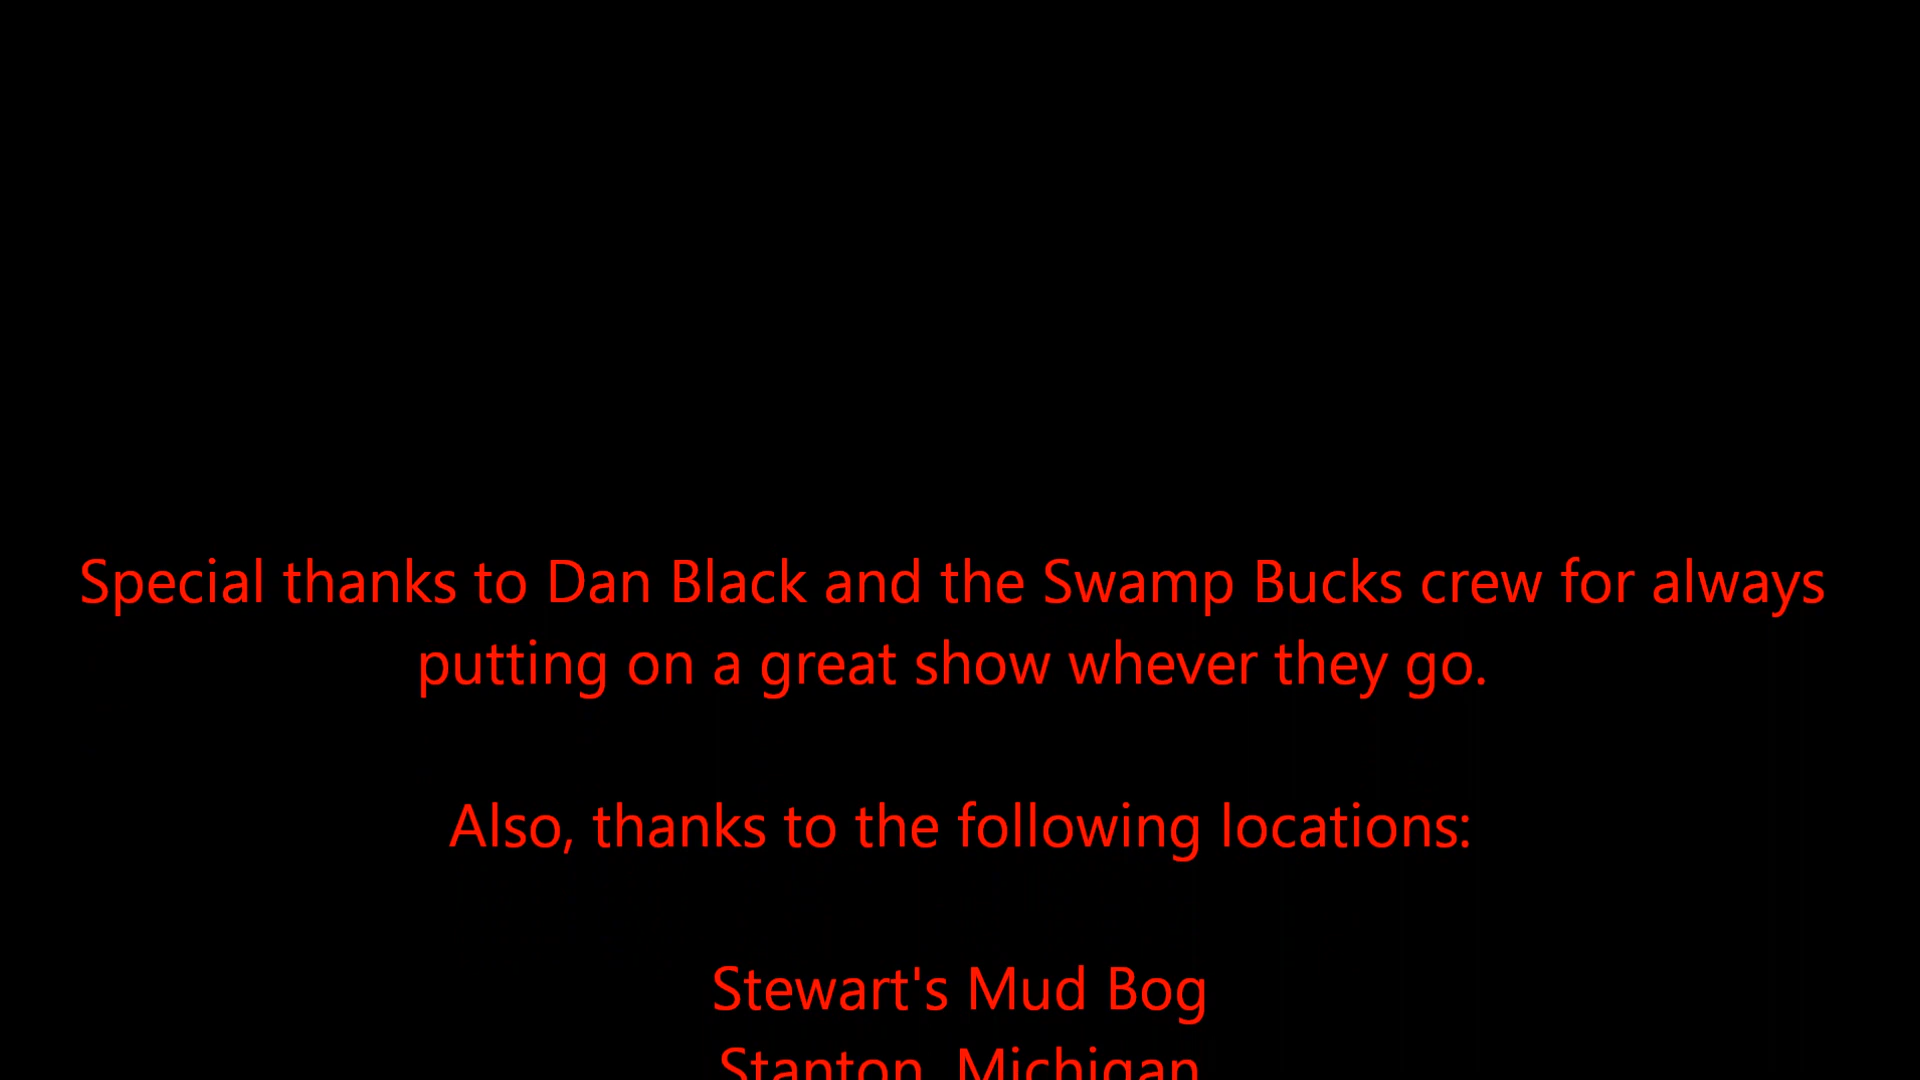 Special thanks to Dan Black and the Swamp Bucks crew for always
putting on a great show whever they go.
Also, thanks to the following locations:
Stewart's Mud Bog
Stanton, Michigan